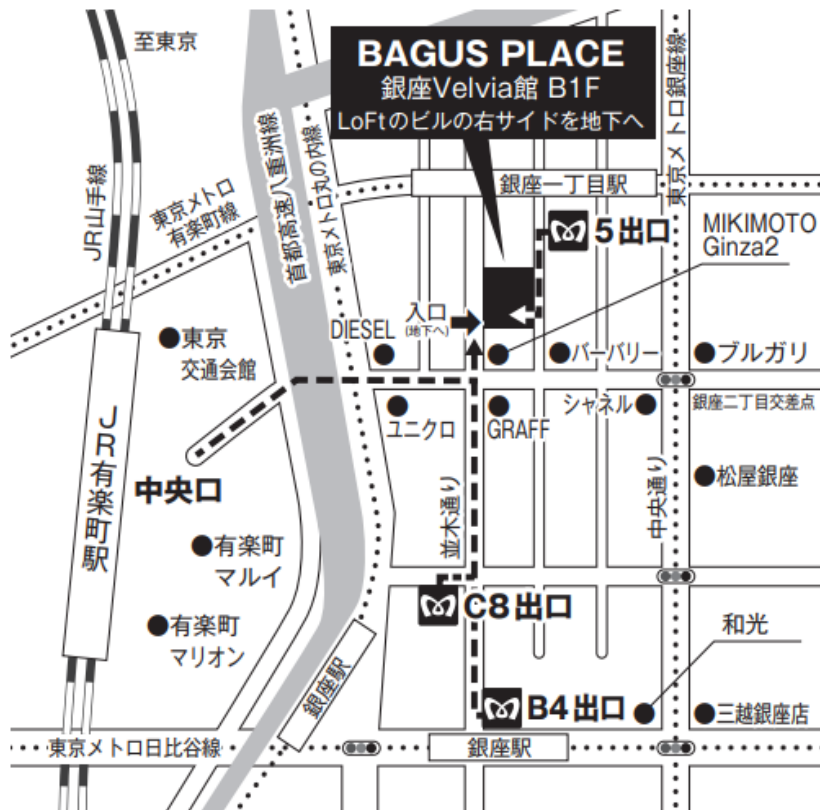 至東京
BAGUS PLACE
銀座Velvia館 B1F
LoFtのビルの右サイドを地下へ
東京メトロ銀座線
JR山手線
東京メトロ
有楽町線
首都高速八重洲線
東京メトロ丸の内線
銀座一丁目駅
5出口
MIKIMOTO
Ginza2
入口
(地下へ)
DIESEL
東京
交通会館
バーバリー
ブルガリ
ユニクロ
GRAFF
シャネル
銀座二丁目交差点
JR有楽町駅
中央口
並木通り
中央通り
松屋銀座
有楽町
マルイ
C8出口
有楽町
マリオン
和光
銀座駅
B4出口
三越銀座店
東京メトロ日比谷線
銀座駅